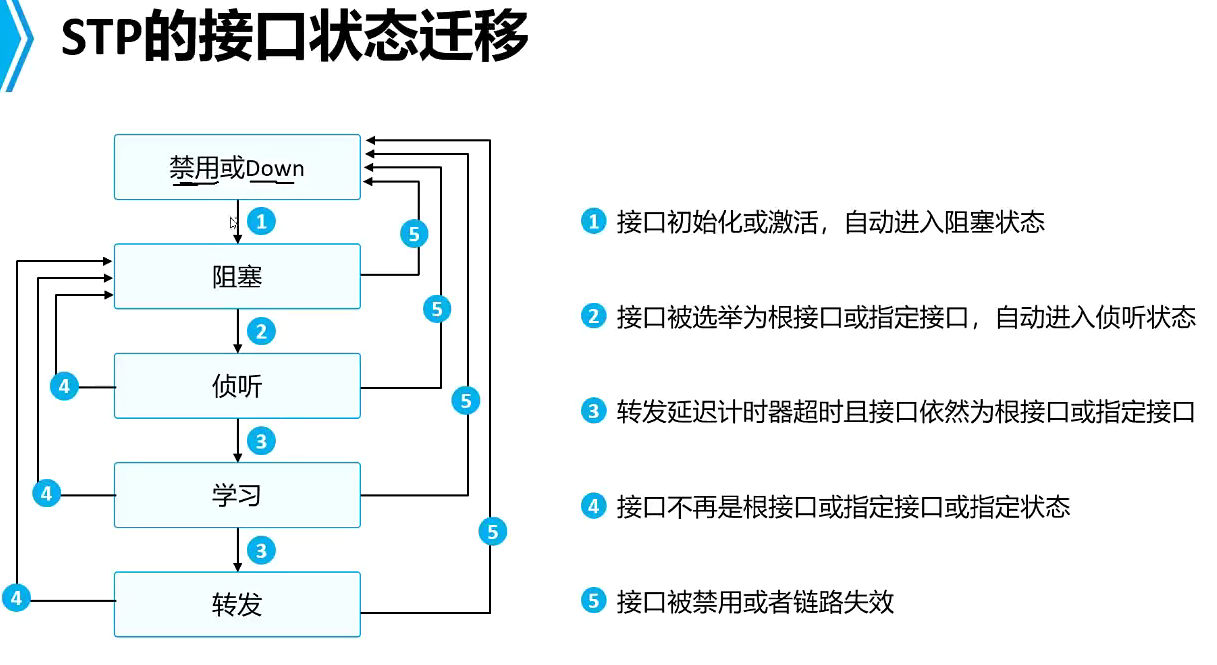 STP的接口状态迁移
禁用或Down
1
5
1 接口初始化或激活，自动进入阻塞状态
阻塞
5
2 接口被选举为根接口或指定接口，自动进入侦听状态
2
侦听
4
5
3 转发延迟计时器超时且接口依然为根接口或指定接口
3
学习
4
4 接口不再是根接口或指定接口或指定状态
3
5
转发
4
5 接口被禁用或者链路失效